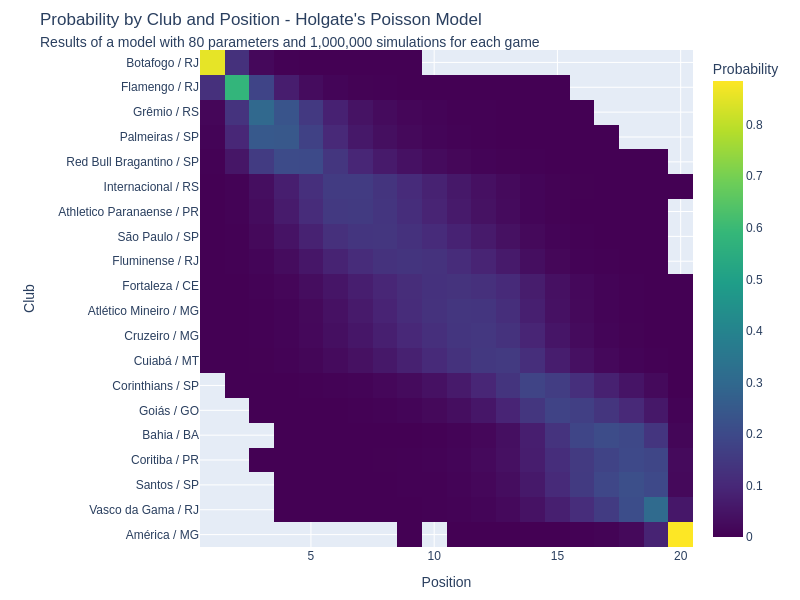 Probability by Club and Position - Holgate's Poisson Model
Results of a model with 80 parameters and 1,000,000 simulations for each game
Probability
Club
Botafogo / RJ
Flamengo / RJ
Grêmio / RS
Palmeiras / SP
Red Bull Bragantino / SP
Internacional / RS
Athletico Paranaense / PR
São Paulo / SP
Fluminense / RJ
Fortaleza / CE
Atlético Mineiro / MG
Cruzeiro / MG
Cuiabá / MT
Corinthians / SP
Goiás / GO
Bahia / BA
Coritiba / PR
Santos / SP
Vasco da Gama / RJ
América / MG
0.8
0.7
0.6
0.5
0.4
0.3
0.2
0.1
0
5
10
15
20
Position